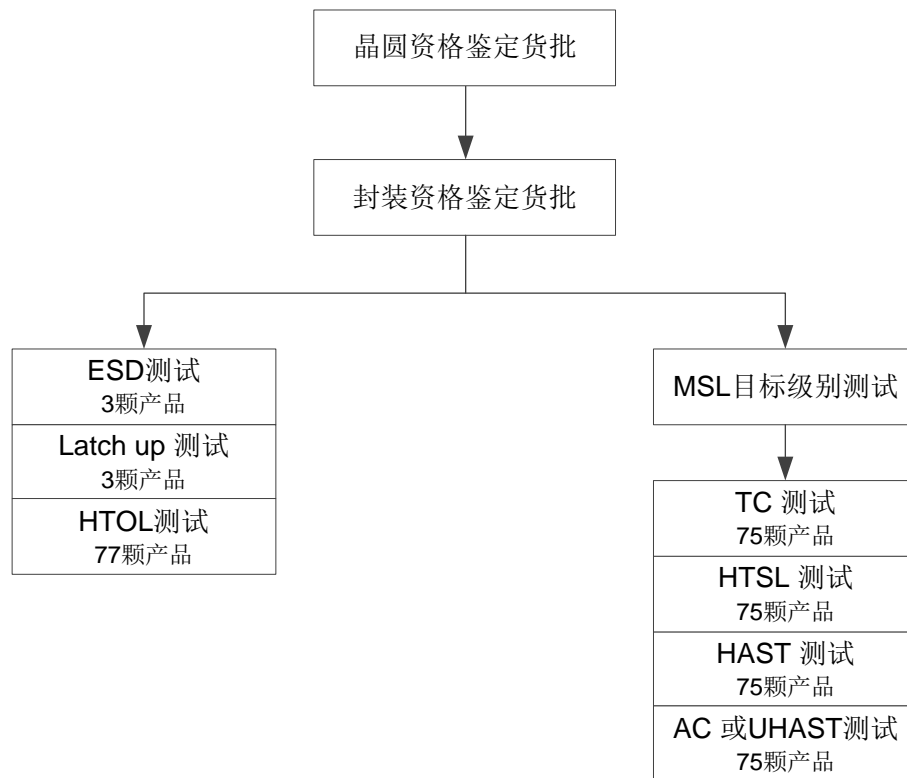 晶圆资格鉴定货批
封装资格鉴定货批
ESD测试
3颗产品
Latch up 测试
3颗产品
HTOL测试
77颗产品
MSL目标级别测试
TC 测试
75颗产品
HTSL 测试
75颗产品
HAST 测试
75颗产品
AC 或UHAST测试
75颗产品